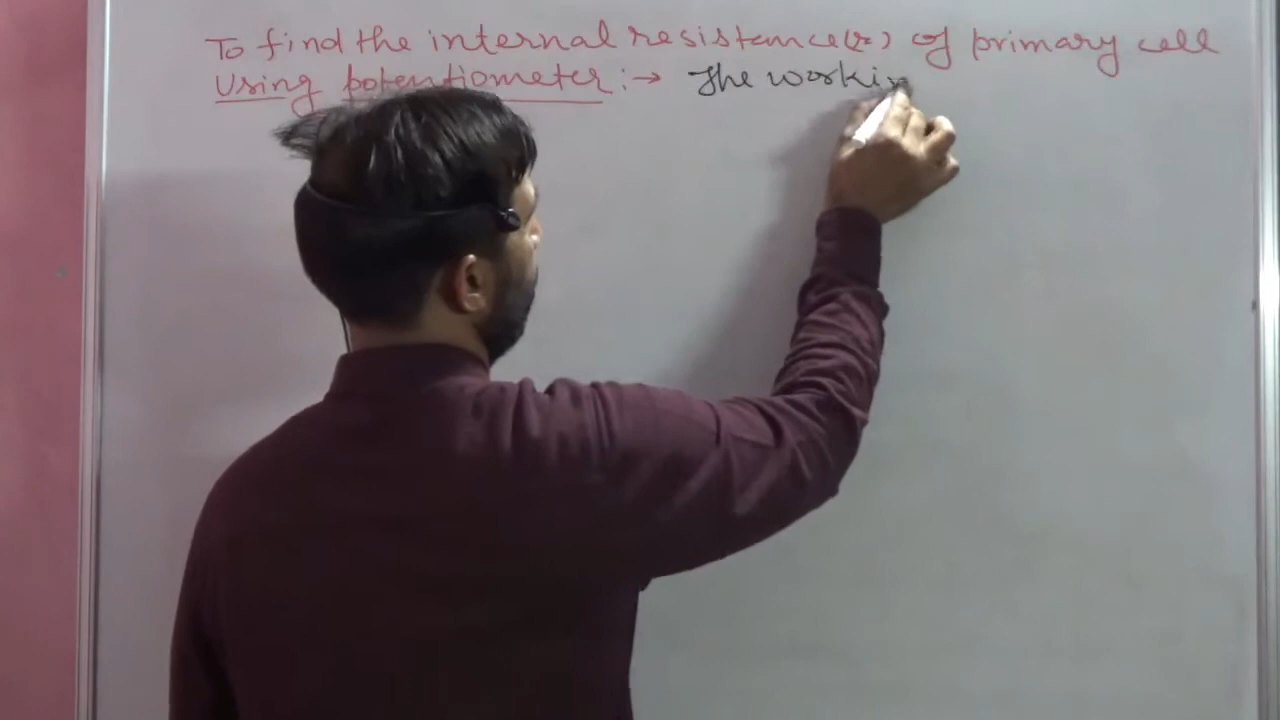 To find the internal resistance(r) of primary cell
Using potentiometer :→ The workin